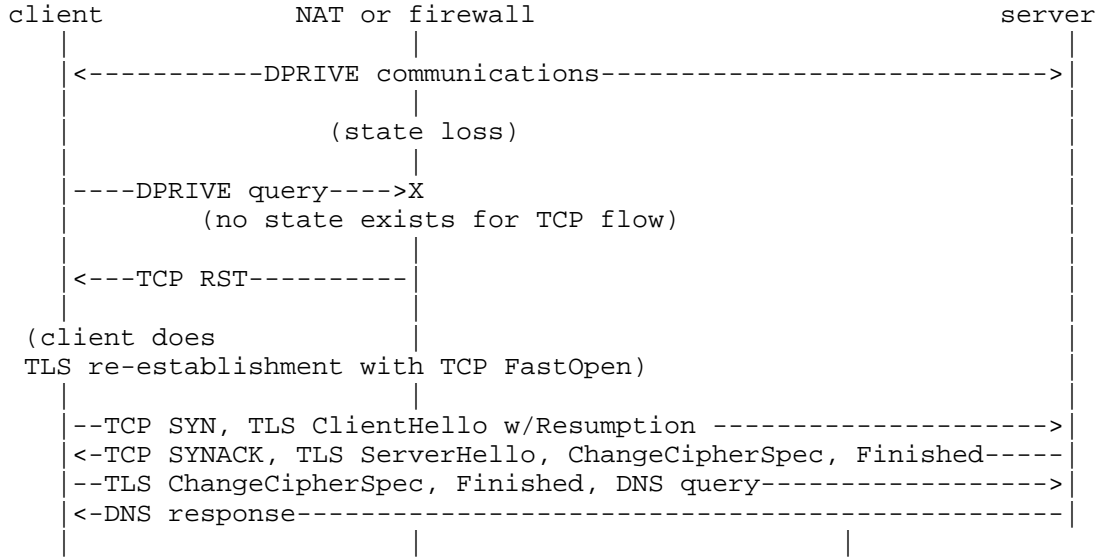 client NAT or firewall server
|<-----------DPRIVE communications---------------------------->|
(state loss)
|----DPRIVE query---->X
(no state exists for TCP flow)
|<---TCP RST----------|
(client does
TLS re-establishment with TCP FastOpen)
|--TCP SYN, TLS ClientHello w/Resumption --------------------->|
|<-TCP SYNACK, TLS ServerHello, ChangeCipherSpec, Finished-----|
|--TLS ChangeCipherSpec, Finished, DNS query------------------>|
|<-DNS response------------------------------------------------|